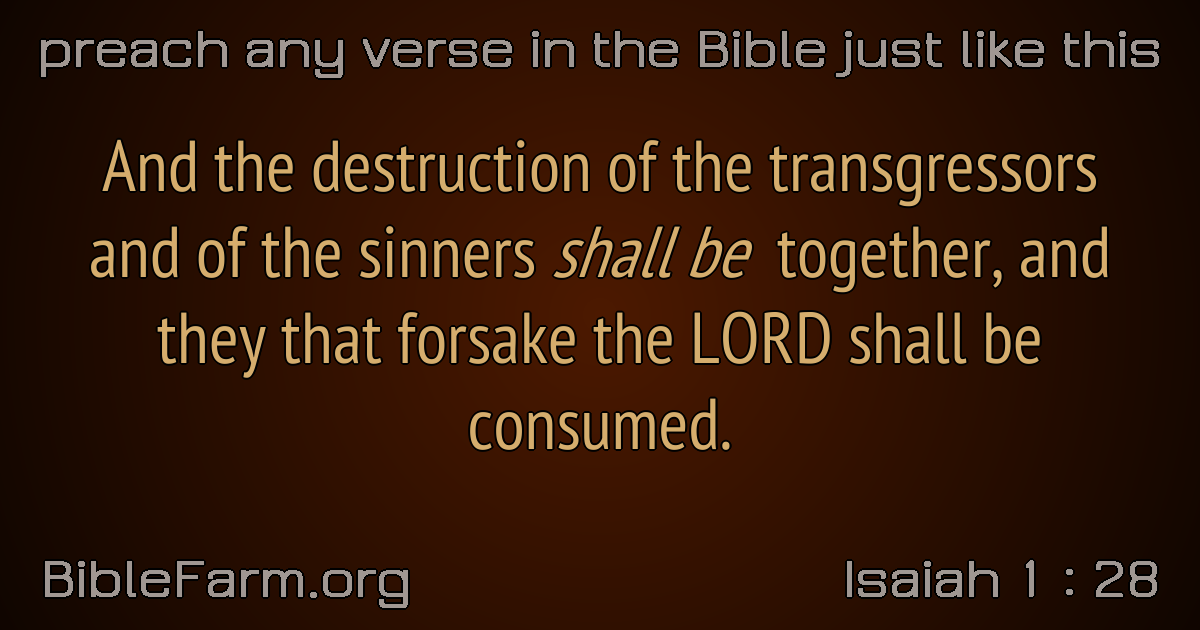 preach any verse in the Bible just like this
And the destruction of the transgressors
and of the sinners shall be together, and
they that forsake the LORD shall be
consumed.
BibleFarm.org
Isaiah 1 : 28